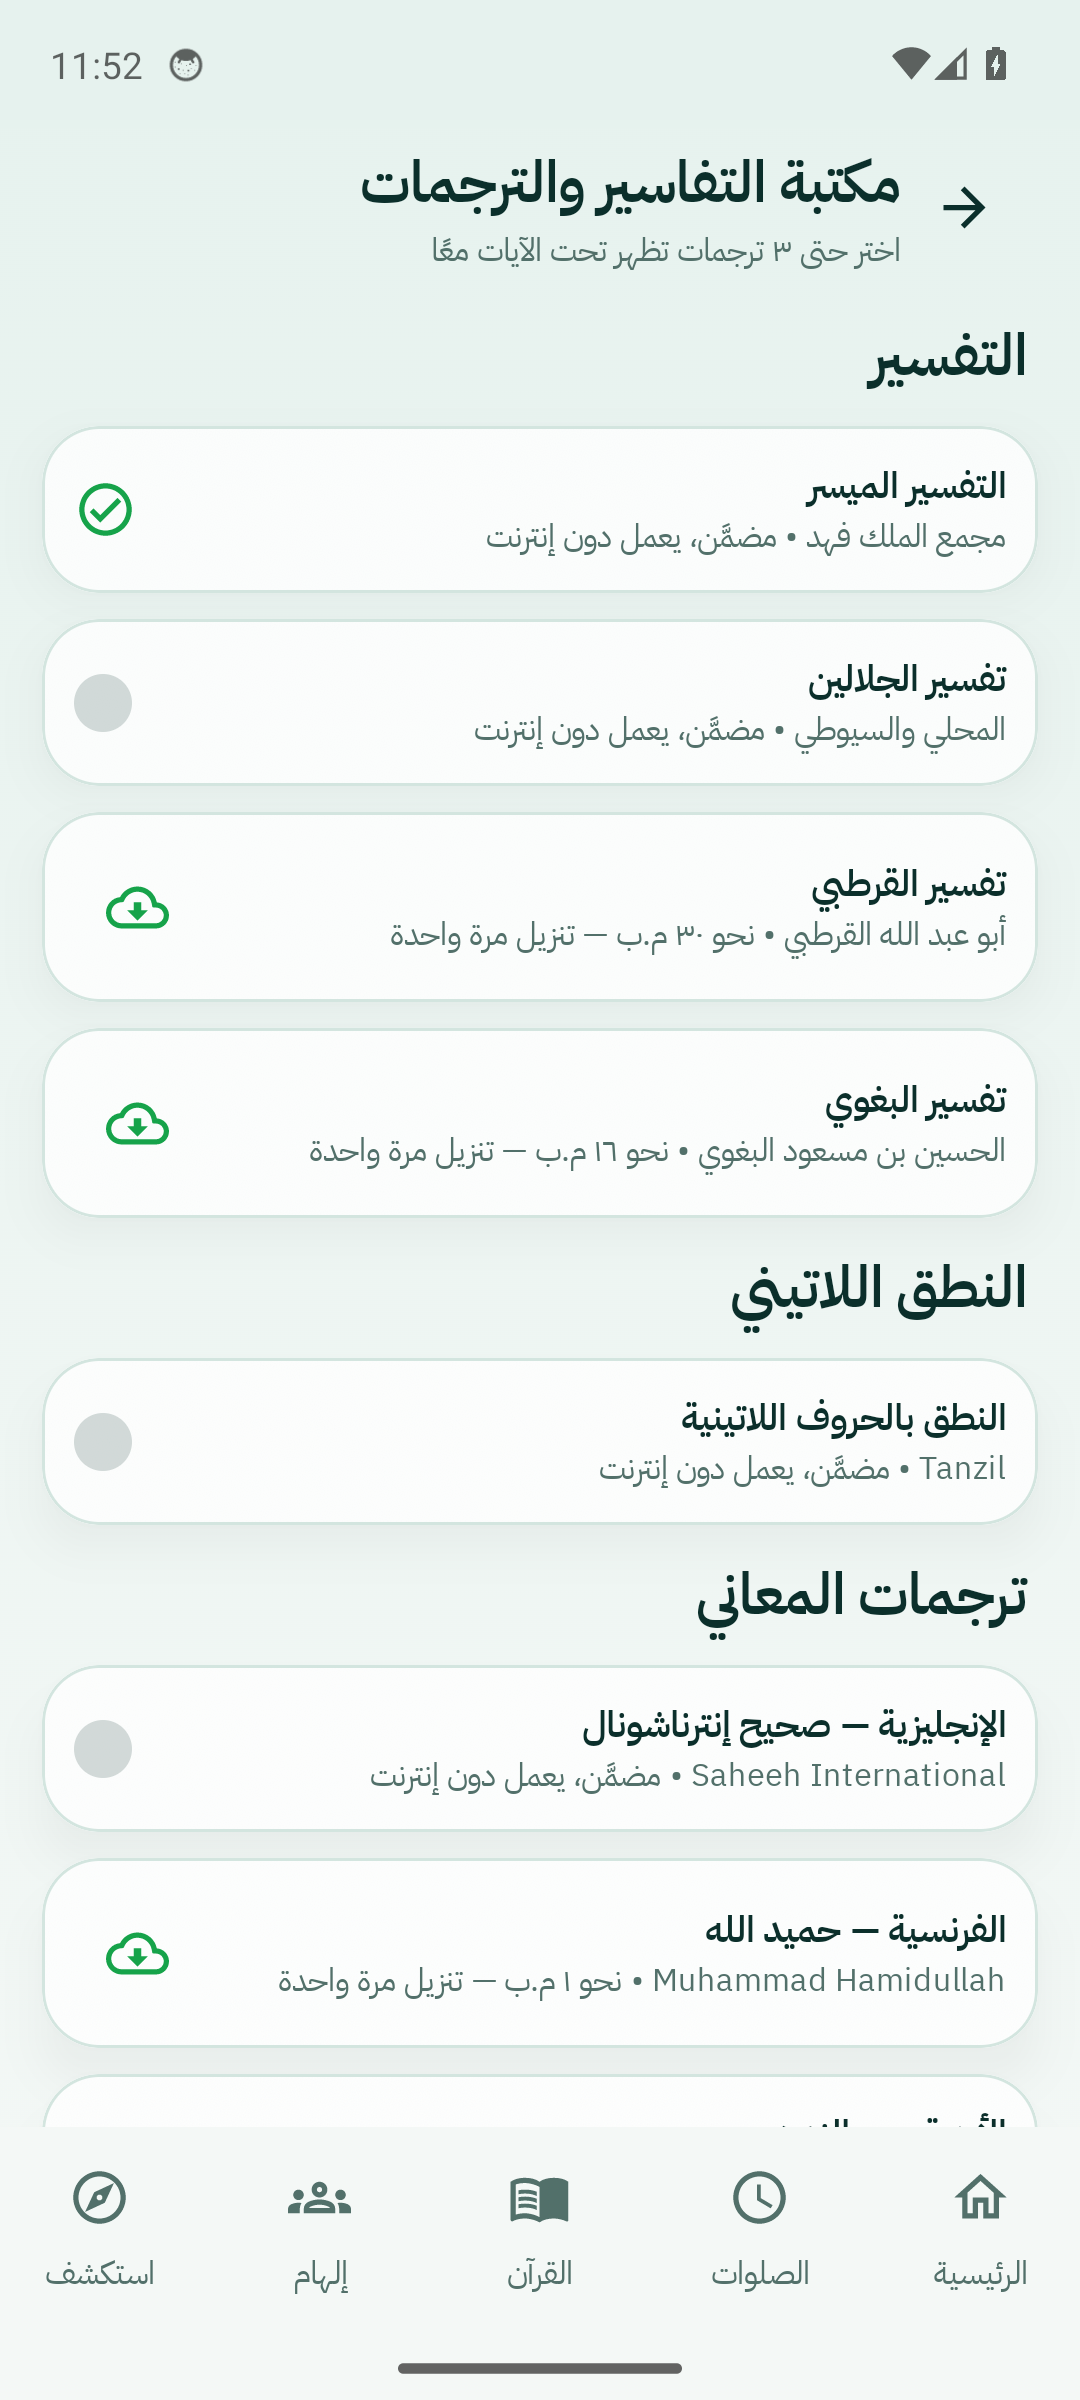 11:52
مكتبة التفاسير والترجمات
اختر حتى ٣ ترجمات تظهر تحت الآيات معًا
التفسير
التفسير الميسر
مجمع الملك فهد • مضمَّن، يعمل دون إنترنت
تفسير الجلالين
المحلي والسيوطي • مضمَّن، يعمل دون إنترنت
تفسير القرطبي
أبو عبد الله القرطبي • نحو ٣٠ م.ب — تنزيل مرة واحدة
تفسير البغوي
الحسين بن مسعود البغوي • نحو ١٦ م.ب — تنزيل مرة واحدة
النطق اللاتيني
النطق بالحروف اللاتينية
Tanzil • مضمَّن، يعمل دون إنترنت
ترجمات المعاني
الإنجليزية — صحيح إنترناشونال
Saheeh International • مضمَّن، يعمل دون إنترنت
الفرنسية — حميد الله
Muhammad Hamidullah • نحو ١ م.ب — تنزيل مرة واحدة
الرئيسية
الصلوات
القرآن
إلهام
استكشف